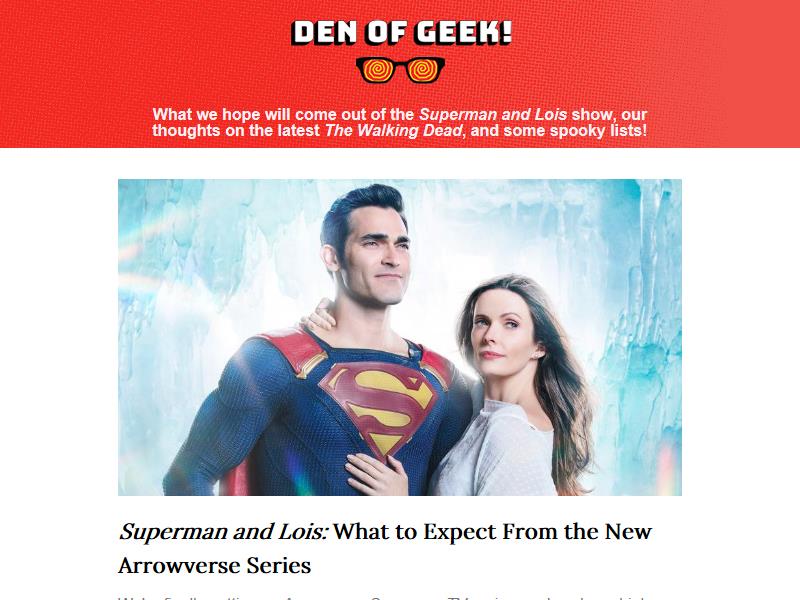 DEN OF GEEK!
What we hope will come out of the Superman and Lois show, our
thoughts on the latest The Walking Dead, and some spooky lists!
Superman and Lois: What to Expect From the New
Arrowverse Series